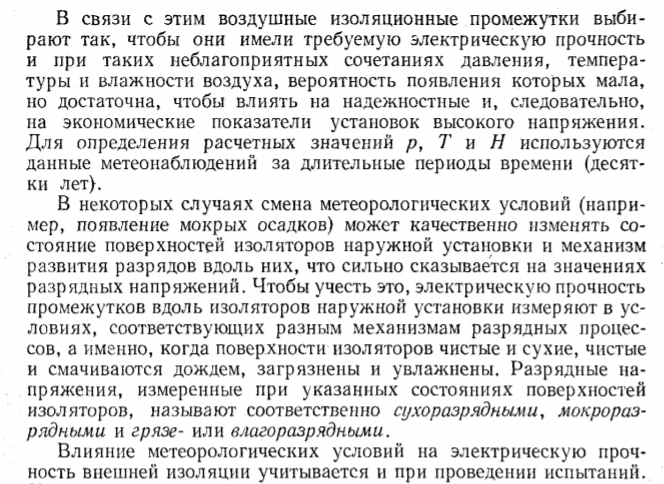 В связи с этим воздушные изоляционные промежутки выби-
рают так, чтобы они имели требуемую электрическую прочность
и при таких неблагоприятных сочетаниях давления, темпера-
туры и влажности воздуха, вероятность появления которых мала,
но достаточна, чтобы влиять на надежностные и, следовательно,
на экономические показатели установок высокого напряжения.
Для определения расчетных значений p, T и H используются
данные метеонаблюдений за длительные периоды времени (десят-
ки лет).
В некоторых случаях смена метеорологических условий (напри-
мер, появление мокрых осадков) может качественно изменять со-
стояние поверхностей изоляторов наружной установки и механизм
развития разрядов вдоль них, что сильно сказывается на значениях
разрядных напряжений. Чтобы учесть это, электрическую прочность
промежутков вдоль изоляторов наружной установки измеряют в ус-
ловиях, соответствующих разным механизмам разрядных процес-
сов, а именно, когда поверхности изоляторов чистые и сухие, чистые
и смачиваются дождем, загрязнены и увлажнены. Разрядные на-
пряжения, измеренные при указанных состояниях поверхностей
изоляторов, называют соответственно сухоразрядными, мокрораз-
рядными и грязе- или влагоразрядными.
Влияние метеорологических условий на электрическую проч-
ность внешней изоляции учитывается и при проведении испытаний.